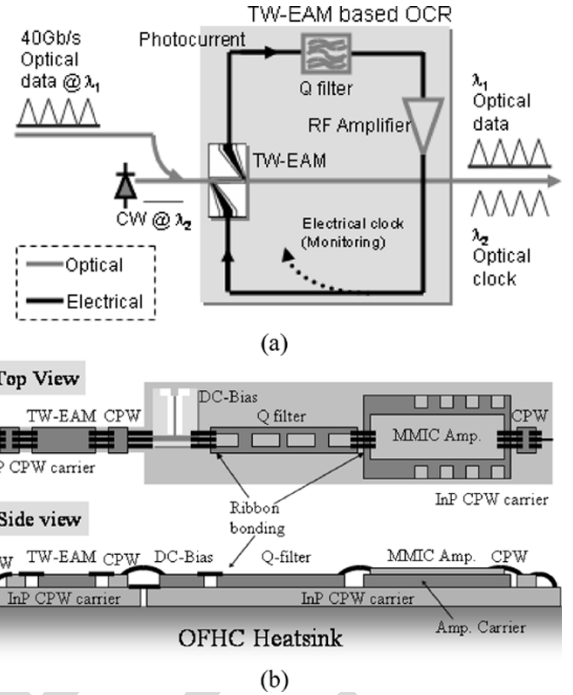 TW-EAM based OCR
40Gb/s
Optical
data @ λ1
Photocurrent
Q filter
RF Amplifier
TW-EAM
CW @ λ2
Electrical clock
(Monitoring)
λ1
Optical
data
λ2
Optical
clock
Optical
Electrical
(a)
Top View
TW-EAM CPW
DC-Bias
Q filter
MMIC Amp.
CPW
P CPW carrier
InP CPW carrier
Ribbon
bonding
Side view
W TW-EAM CPW DC-Bias Q-filter MMIC Amp. CPW
InP CPW carrier
InP CPW carrier
Amp. Carrier
OFHC Heatsink
(b)